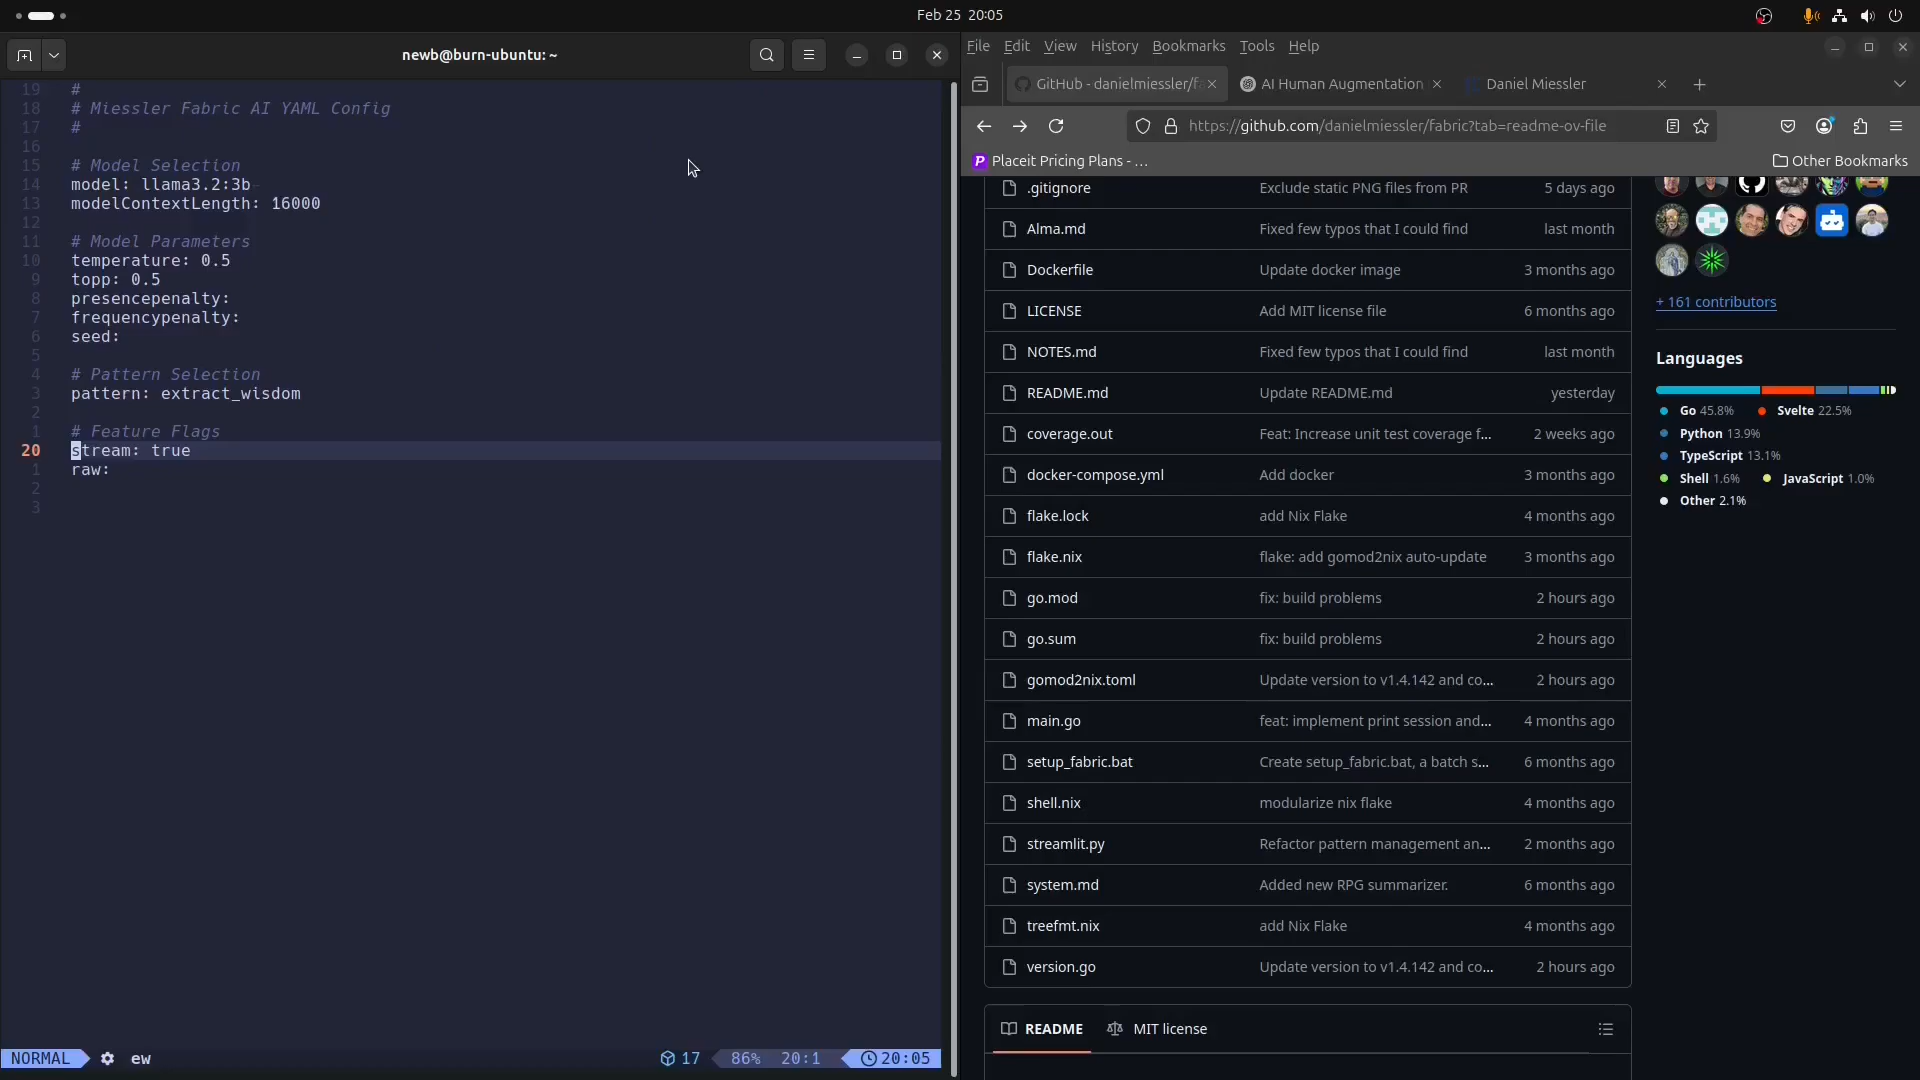 Feb 25 20:05
newb@burn-ubuntu: ~
19 #
18 # Miessler Fabric AI YAML Config
17 #
16
15 # Model Selection
14 model: llama3.2:3b
13 modelContextLength: 16000
12
11 # Model Parameters
10 temperature: 0.5
9 topp: 0.5
8 presencepenalty:
7 frequencypenalty:
6 seed:
5
4 # Pattern Selection
3 pattern: extract_wisdom
2
1 # Feature Flags
20 stream: true
1 raw:
2
3
NORMAL ew 17 86% 20:1 20:05
File Edit View History Bookmarks Tools Help
GitHub - danielmiessler/f
AI Human Augmentation
Daniel Miessler
https://github.com/danielmiessler/fabric?tab=readme-ov-file
P Placeit Pricing Plans - …
Other Bookmarks
.gitignore Exclude static PNG files from PR 5 days ago
Alma.md Fixed few typos that I could find last month
Dockerfile Update docker image 3 months ago
LICENSE Add MIT license file 6 months ago
NOTES.md Fixed few typos that I could find last month
README.md Update README.md yesterday
coverage.out Feat: Increase unit test coverage f... 2 weeks ago
docker-compose.yml Add docker 3 months ago
flake.lock add Nix Flake 4 months ago
flake.nix flake: add gomod2nix auto-update 3 months ago
go.mod fix: build problems 2 hours ago
go.sum fix: build problems 2 hours ago
gomod2nix.toml Update version to v1.4.142 and co... 2 hours ago
main.go feat: implement print session and... 4 months ago
setup_fabric.bat Create setup_fabric.bat, a batch s... 6 months ago
shell.nix modularize nix flake 4 months ago
streamlit.py Refactor pattern management an... 2 months ago
system.md Added new RPG summarizer. 6 months ago
treefmt.nix add Nix Flake 4 months ago
version.go Update version to v1.4.142 and co... 2 hours ago
README MIT license
+ 161 contributors
Languages
Go 45.8% Svelte 22.5%
Python 13.9%
TypeScript 13.1%
Shell 1.6% JavaScript 1.0%
Other 2.1%